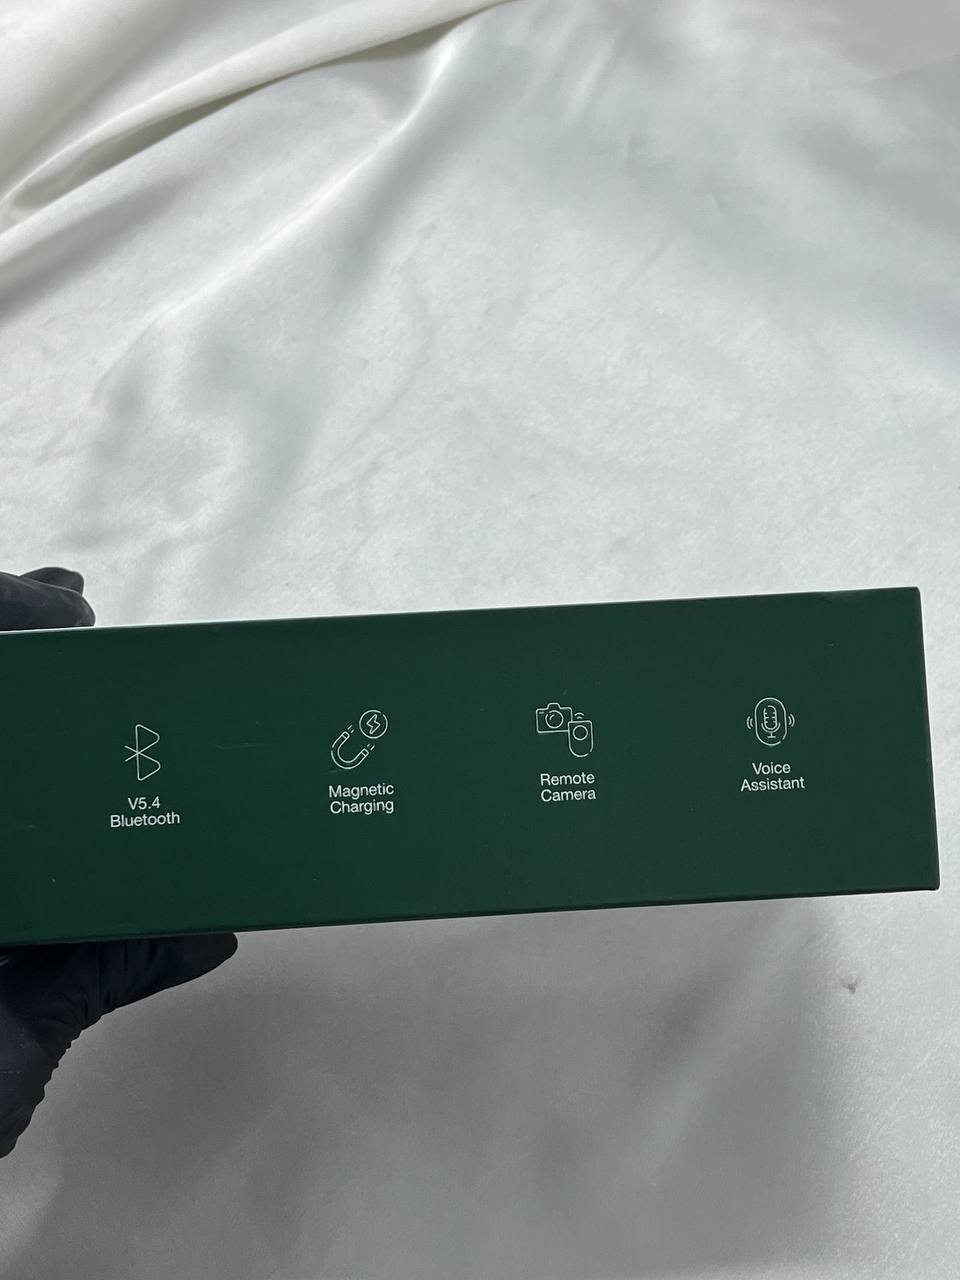 V5.4
Bluetooth
Magnetic
Charging
Remote
Camera
Voice
Assistant